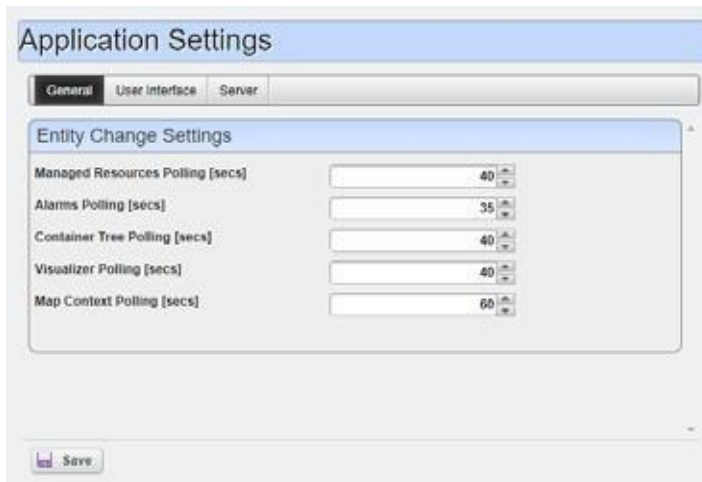 Application Settings
General User Interface Server
Entity Change Settings
Managed Resources Polling [secs] 40
Alarms Polling [secs] 35
Container Tree Polling [secs] 40
Visualizer Polling [secs] 40
Map Context Polling [secs] 60
Save